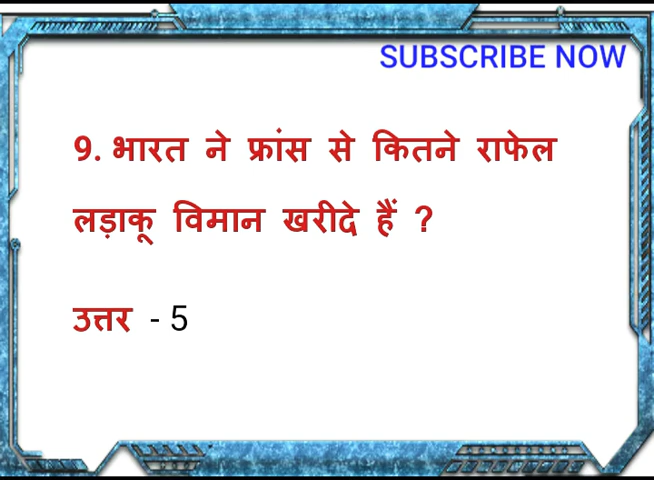 SUBSCRIBE NOW
9. भारत ने फ्रांस से कितने राफेल
लड़ाकू विमान खरीदे हैं ?
उत्तर - 5